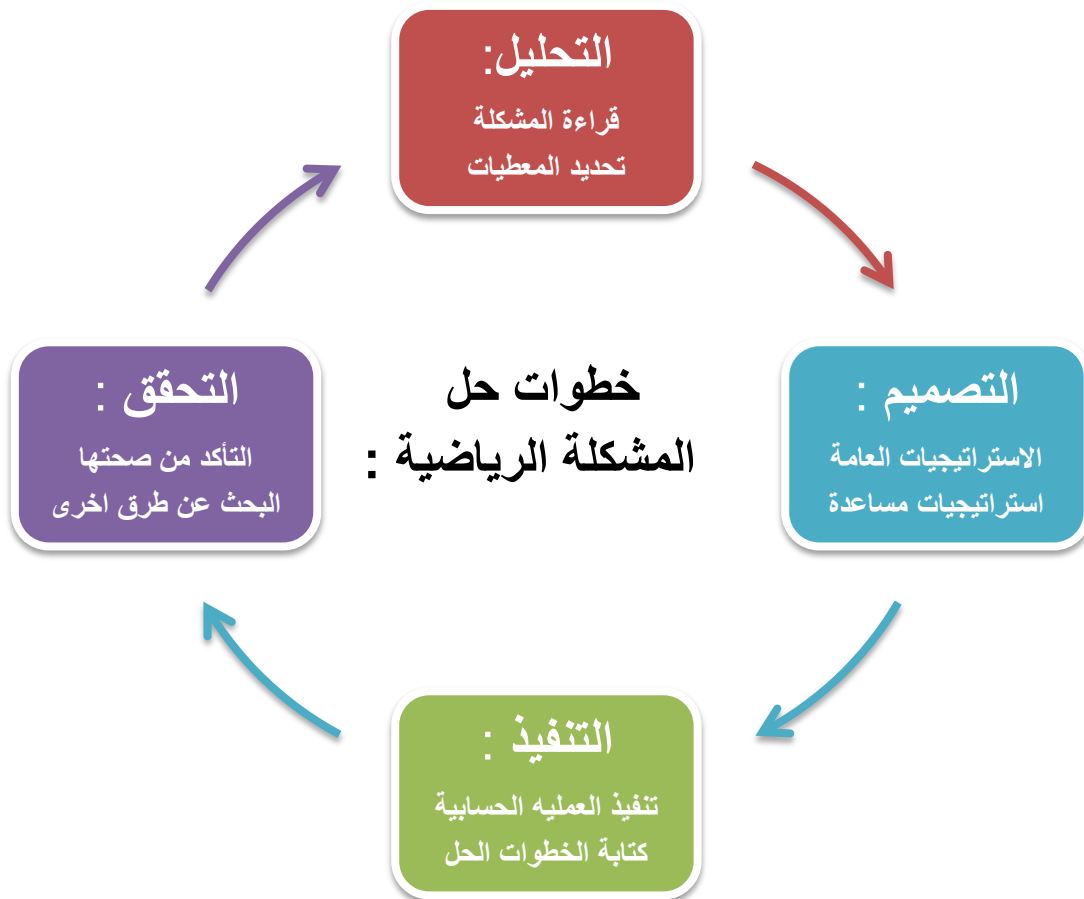 التحليل:
قراءة المشكلة
تحديد المعطيات
خطوات حل
المشكلة الرياضية :
التصميم :
الاستراتيجيات العامة
استراتيجيات مساعدة
التنفيذ :
تنفيذ العمليه الحسابية
كتابة الخطوات الحل
التحقق :
التأكد من صحتها
البحث عن طرق اخرى